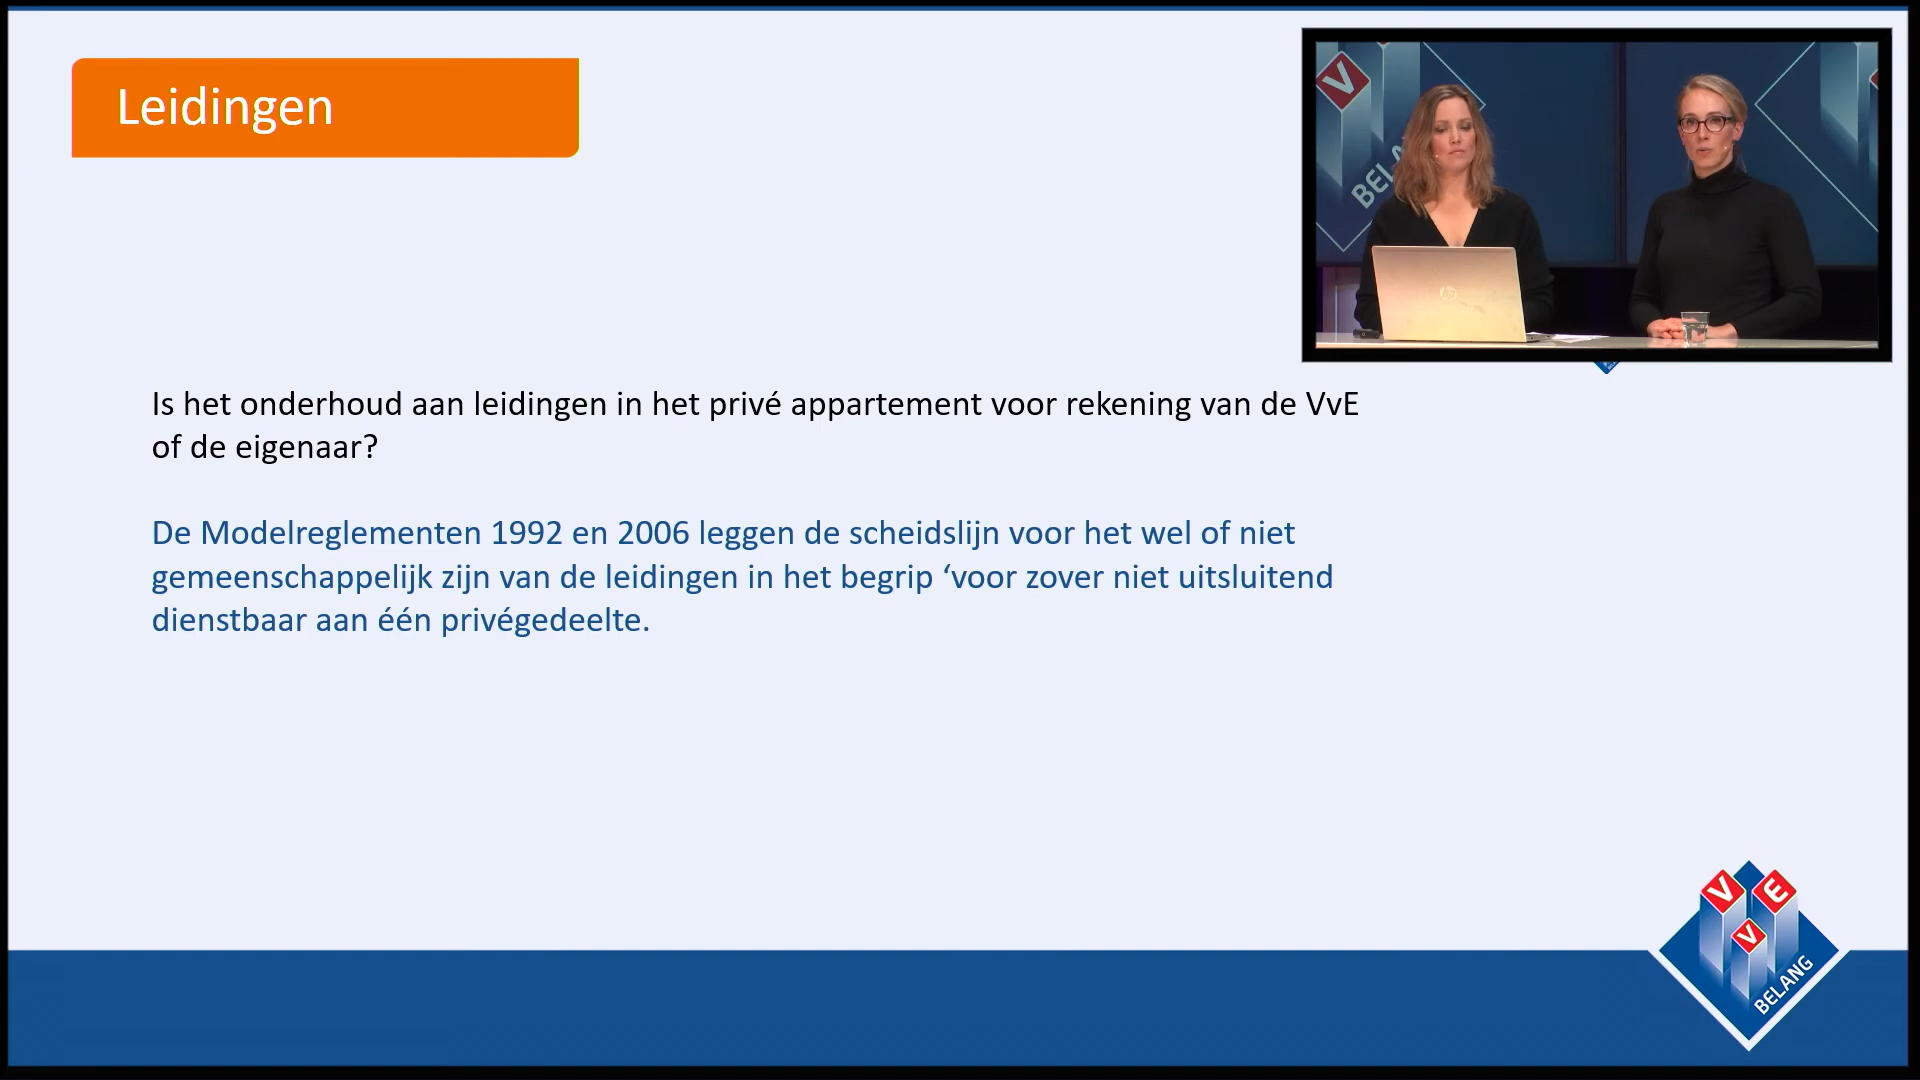 Leidingen
V
BELA
hp
Is het onderhoud aan leidingen in het privé appartement voor rekening van de VvE
of de eigenaar?
De Modelreglementen 1992 en 2006 leggen de scheidslijn voor het wel of niet
gemeenschappelijk zijn van de leidingen in het begrip ‘voor zover niet uitsluitend
dienstbaar aan één privégedeelte.
V E
V
BELANG